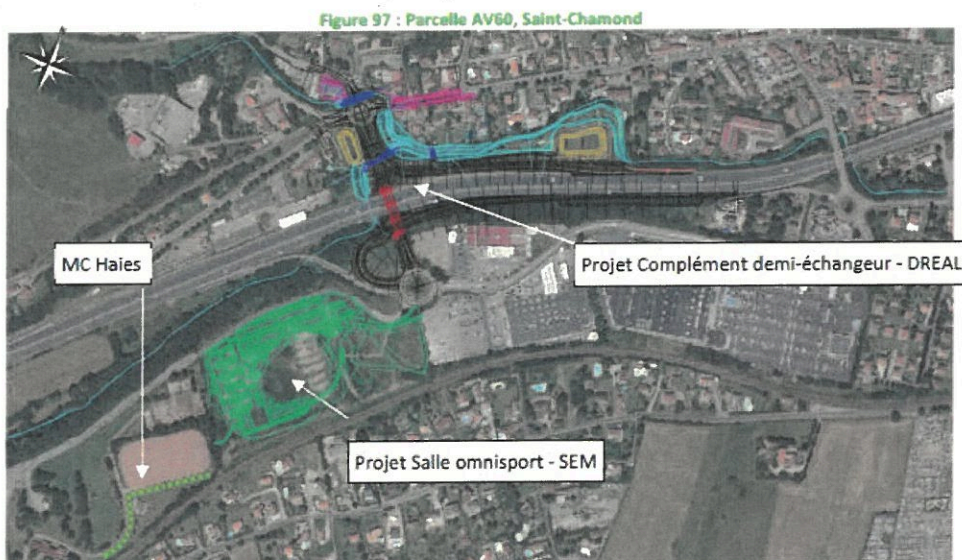 Figure 97 : Parcelle AV60, Saint-Chamond
MC Haies
Projet Complément demi-échangeur - DREAL
Projet Salle omnisport - SEM